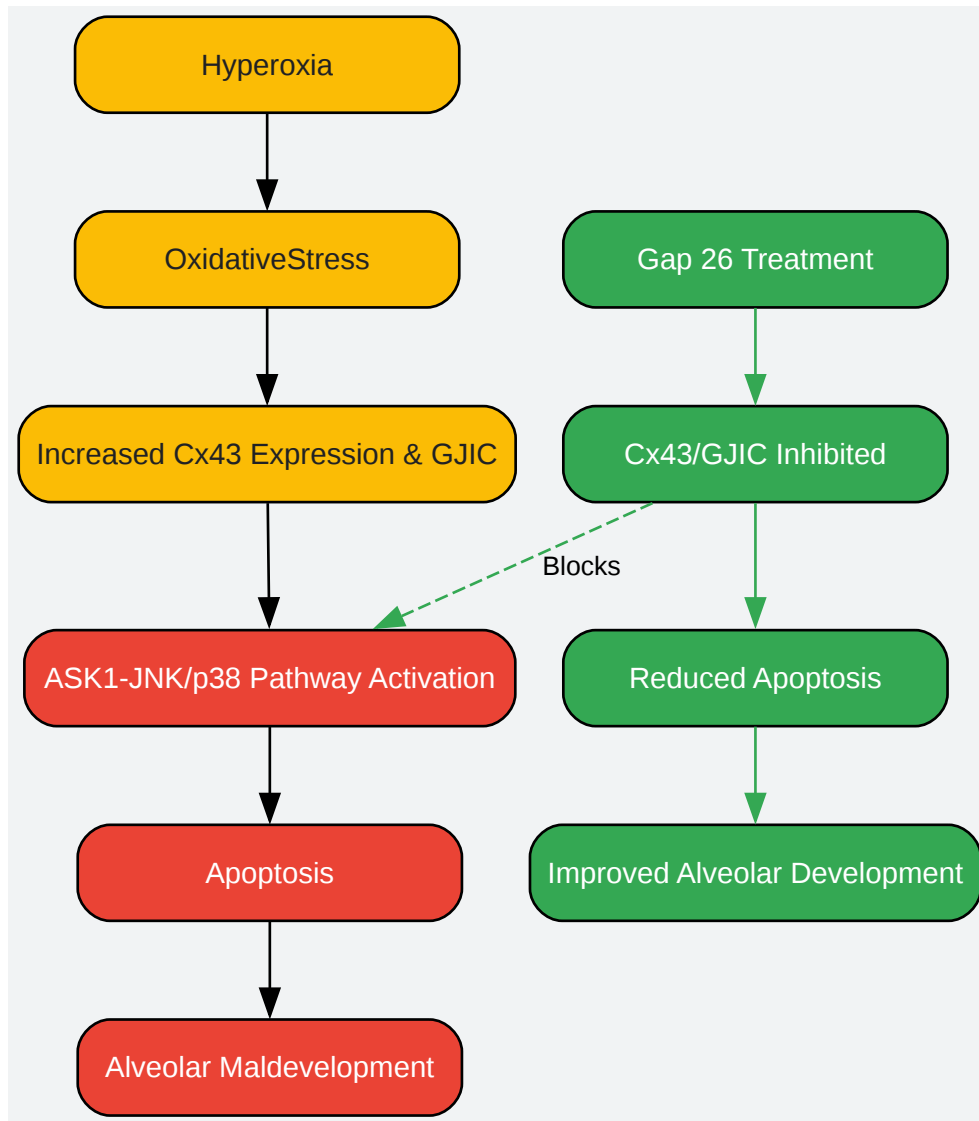 Hyperoxia
OxidativeStress
Gap 26 Treatment
Increased Cx43 Expression & GJIC
Cx43/GJIC Inhibited
Blocks
ASK1-JNK/p38 Pathway Activation
Reduced Apoptosis
Apoptosis
Improved Alveolar Development
Alveolar Maldevelopment